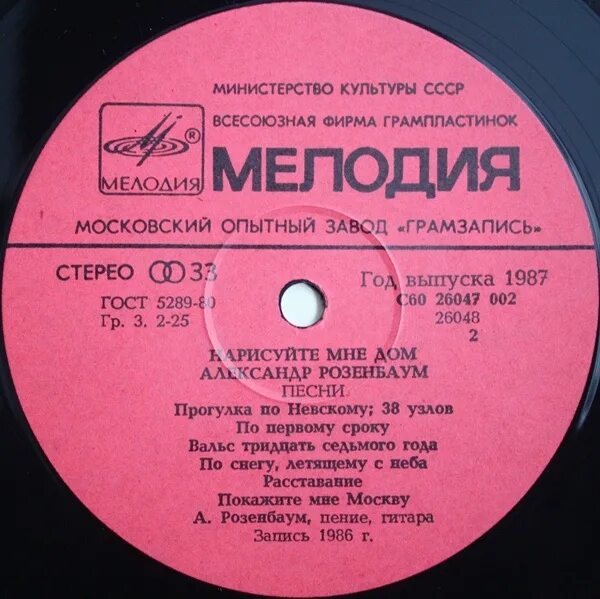 МИНИСТЕРСТВО КУЛЬТУРЫ СССР
ВСЕСОЮЗНАЯ ФИРМА ГРАМПЛАСТИНОК
® МЕЛОДИЯ
МЕЛОДИЯ
МОСКОВСКИЙ ОПЫТНЫЙ ЗАВОД «ГРАМЗАПИСЬ»
СТЕРЕО 33 Год выпуска 1987
ГОСТ 5289-80 С60 26047 002
Гр. 3. 2-25 26048
2
НАРИСУЙТЕ МНЕ ДОМ
АЛЕКСАНДР РОЗЕНБАУМ
ПЕСНИ
Прогулка по Невскому; 38 узлов
По первому сроку
Вальс тридцать седьмого года
По снегу, летящему с неба
Расставание
Покажите мне Москву
А. Розенбаум, пение, гитара
Запись 1986 г.